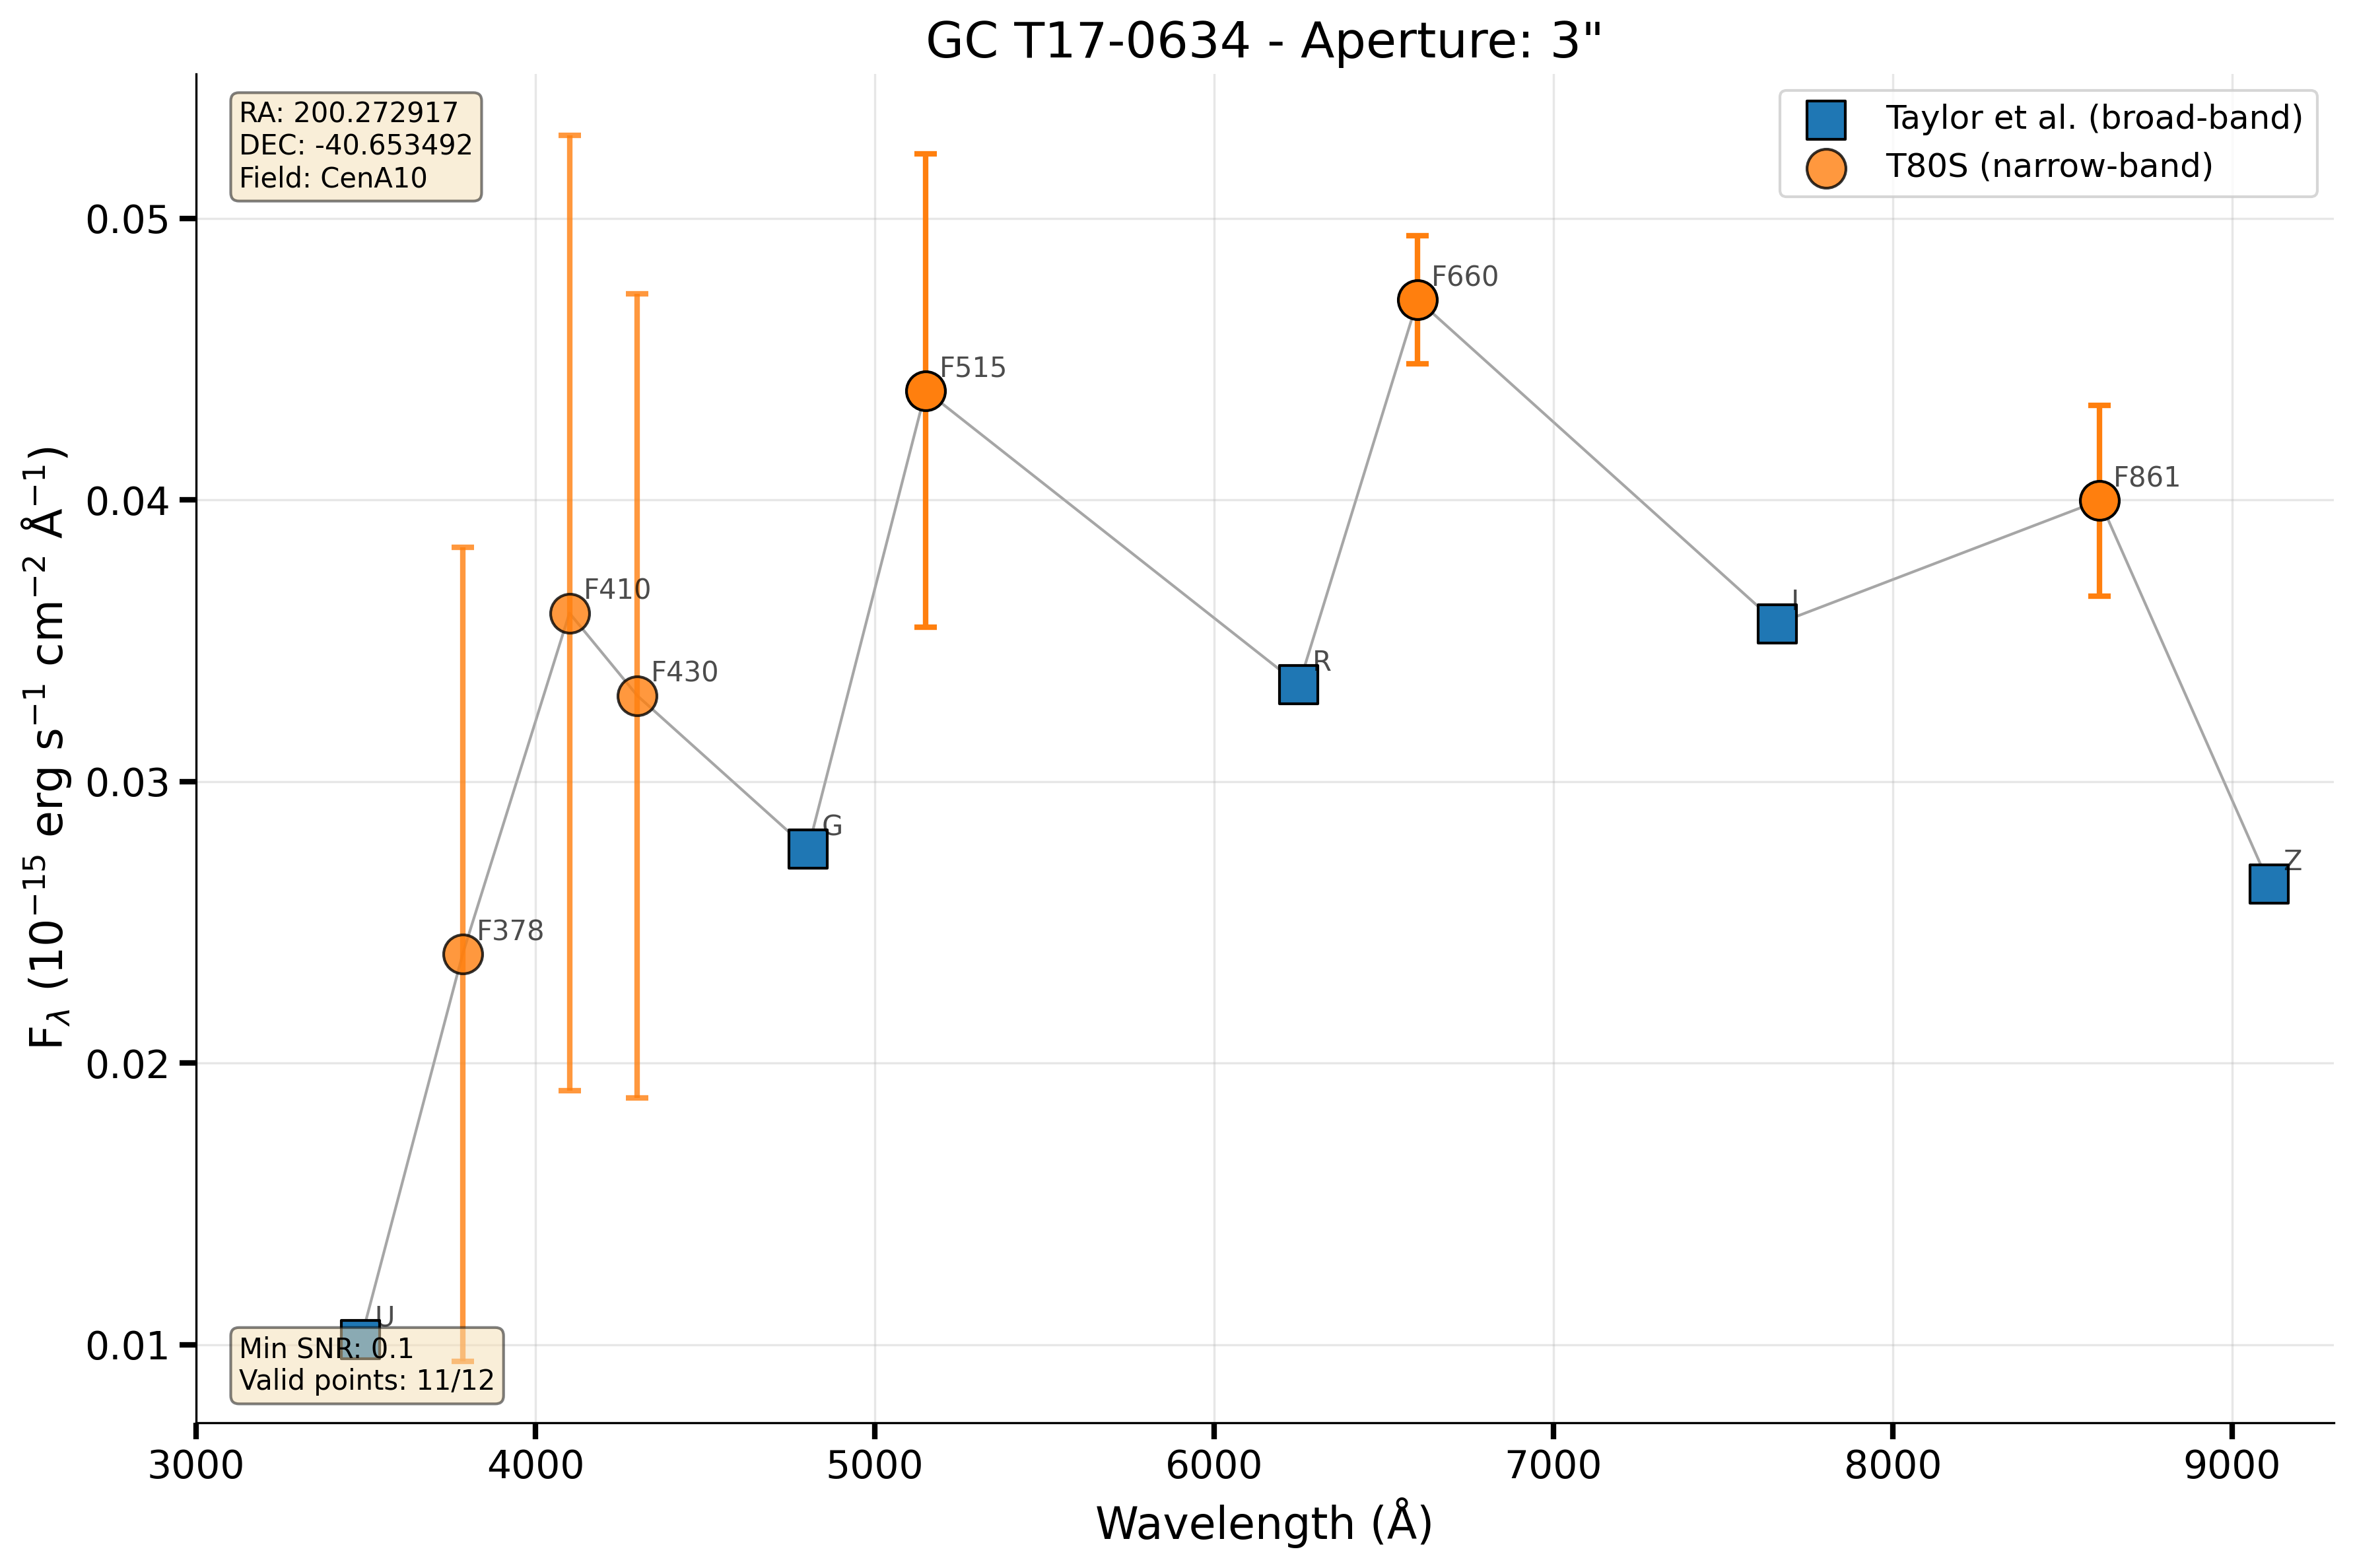 GC T17-0634 - Aperture: 3"
RA: 200.272917
DEC: -40.653492
Field: CenA10
Taylor et al. (broad-band)
T80S (narrow-band)
F660
F515
F861
F410
I
R
F430
G
Z
F378
U
Min SNR: 0.1
Valid points: 11/12
0.05
0.04
0.03
0.02
0.01
F_λ (10⁻¹⁵ erg s⁻¹ cm⁻² Å⁻¹)
3000 4000 5000 6000 7000 8000 9000
Wavelength (Å)